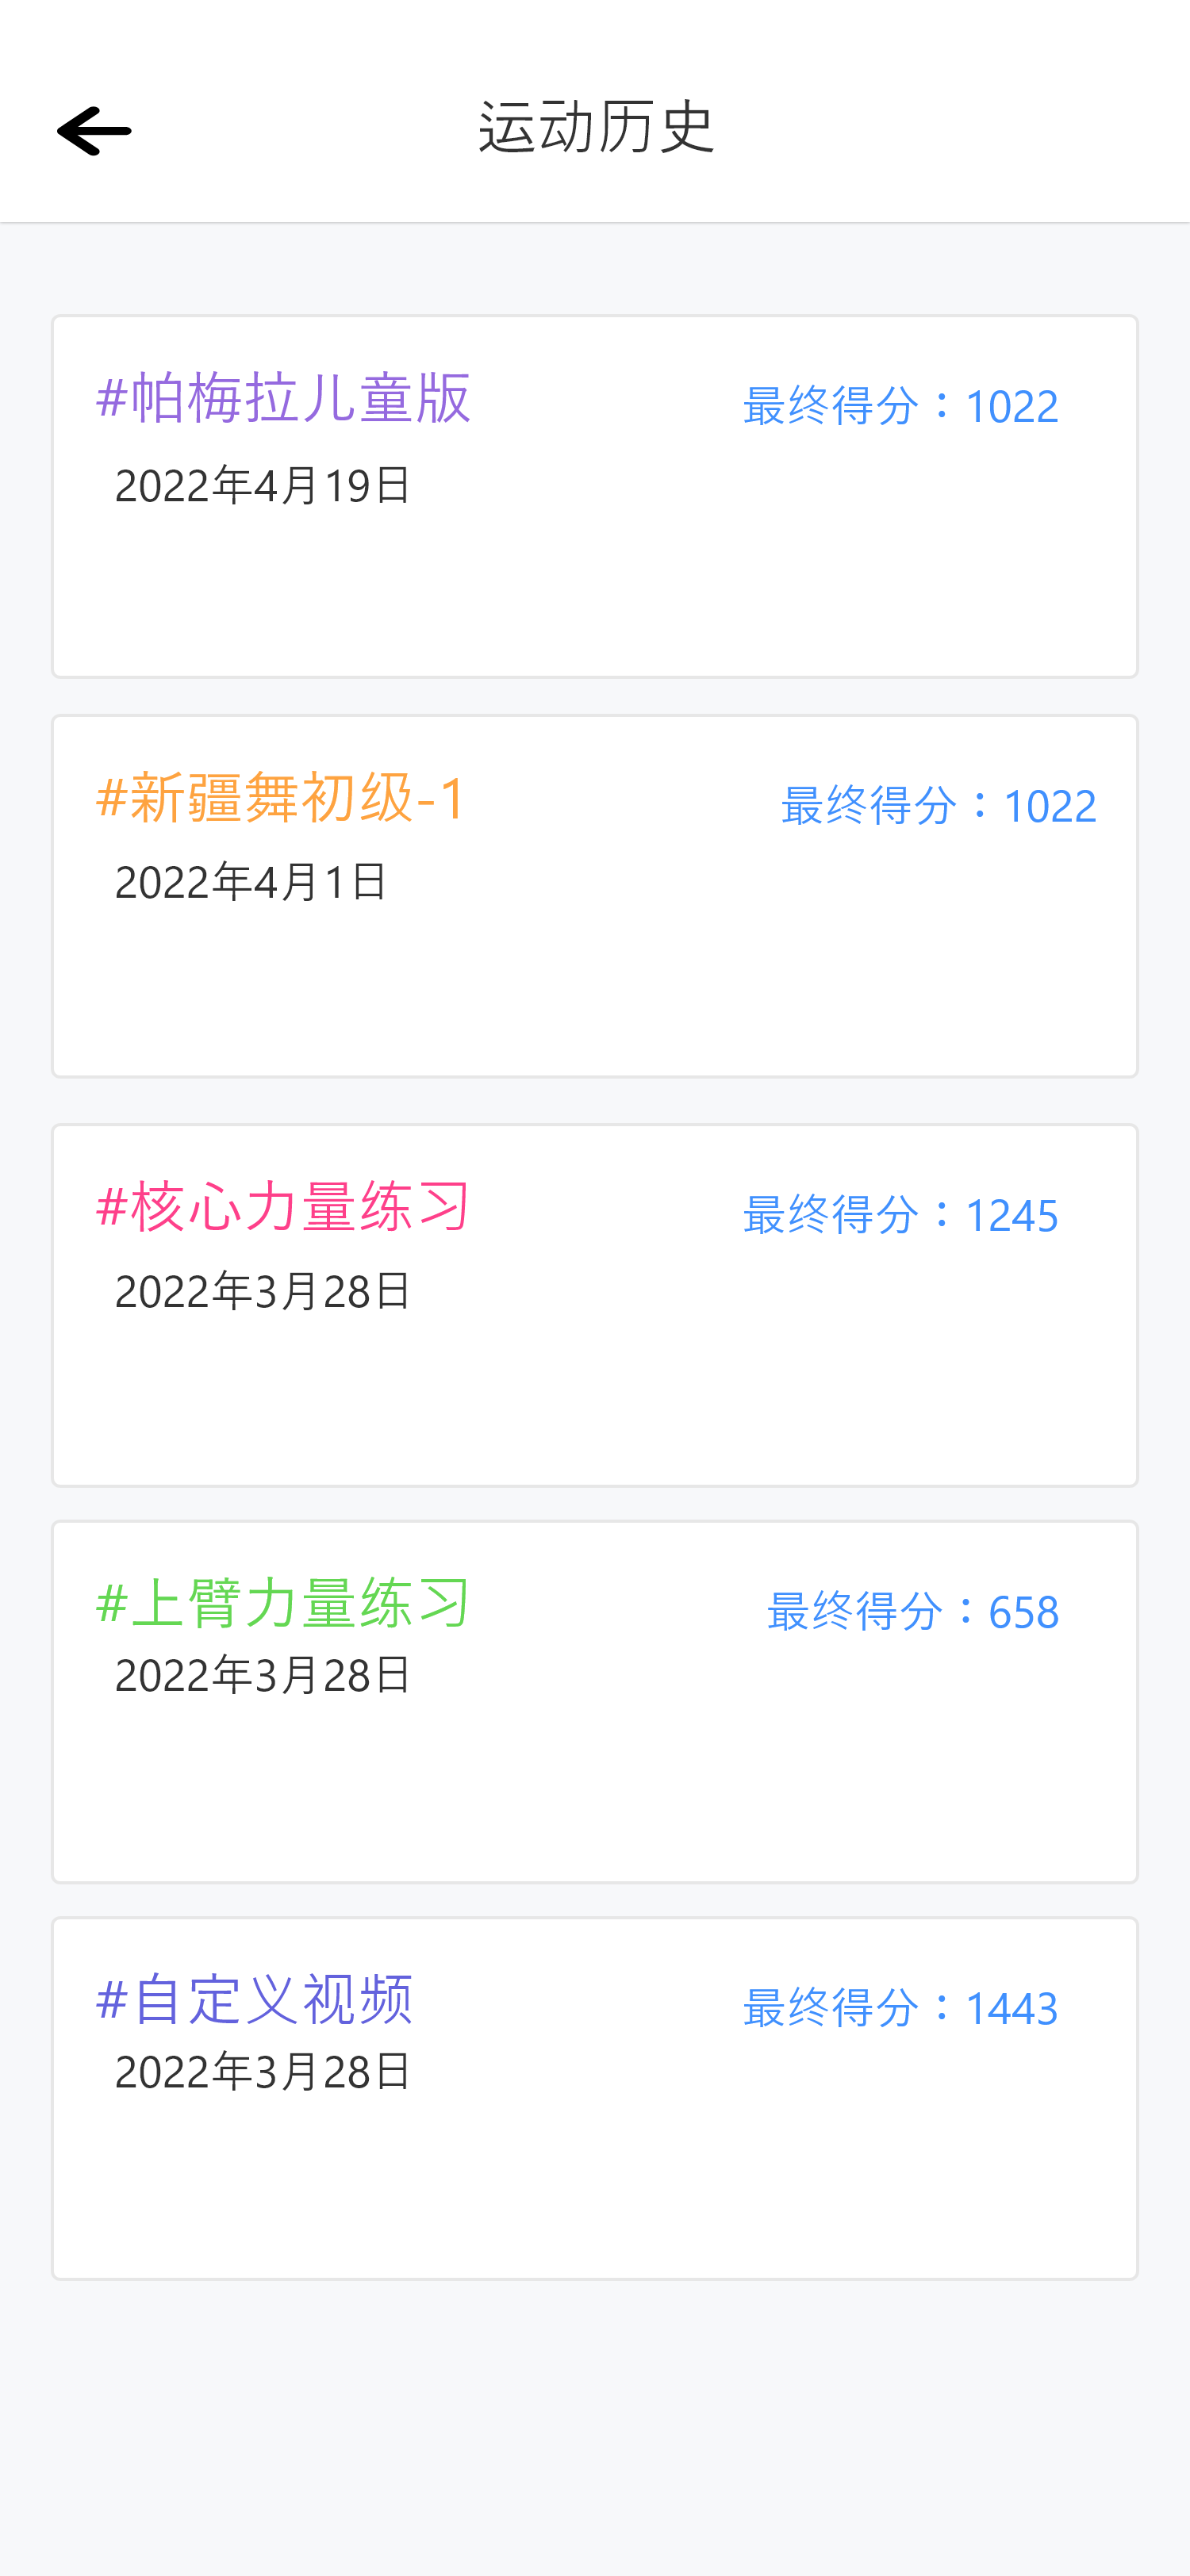 运动历史
#帕梅拉儿童版
最终得分：1022
2022年4月19日
#新疆舞初级-1
最终得分：1022
2022年4月1日
#核心力量练习
最终得分：1245
2022年3月28日
#上臂力量练习
最终得分：658
2022年3月28日
#自定义视频
最终得分：1443
2022年3月28日